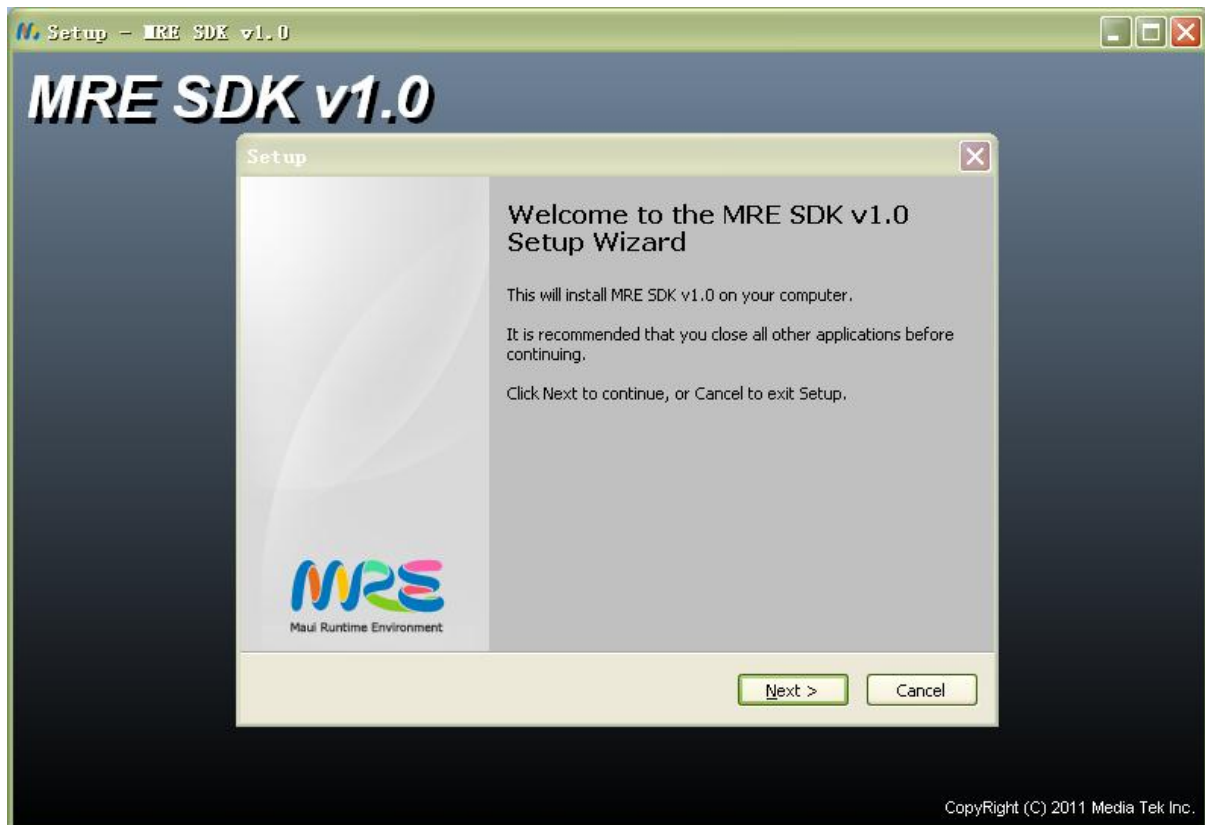 Setup - MRE SDK v1.0
MRE SDK v1.0
Setup
Welcome to the MRE SDK v1.0
Setup Wizard
This will install MRE SDK v1.0 on your computer.
It is recommended that you close all other applications before
continuing.
Click Next to continue, or Cancel to exit Setup.
MRE
Maui Runtime Environment
Next >
Cancel
CopyRight (C) 2011 Media Tek Inc.